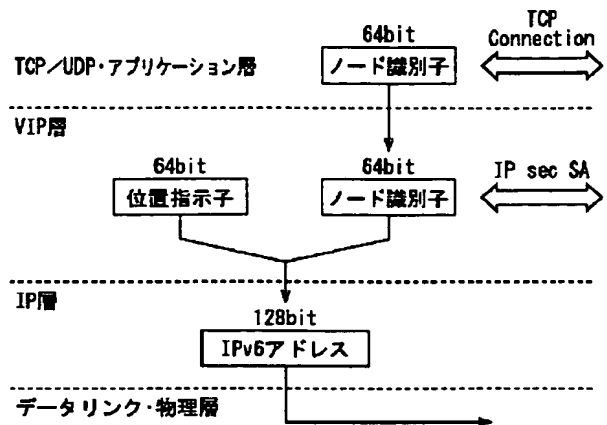 64bit
TCP
Connection
TCP／UDP・アプリケーション層
ノード識別子
VIP層
64bit
64bit
IP sec SA
位置指示子
ノード識別子
IP層
128bit
IPv6アドレス
データリンク・物理層